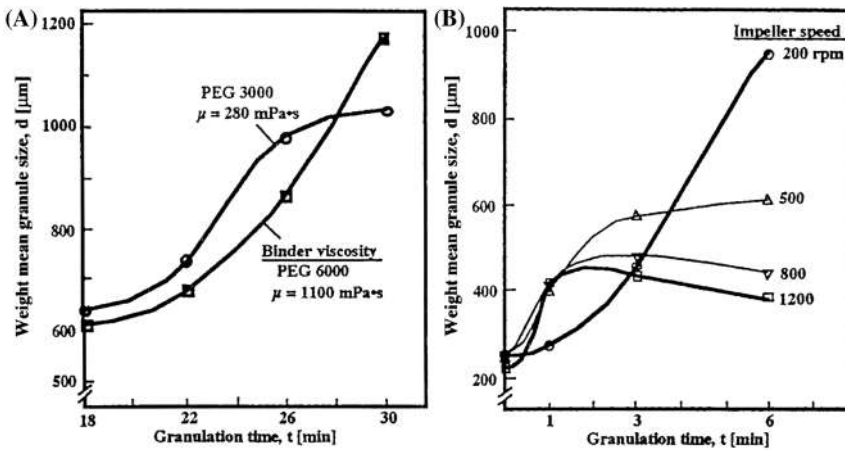 (A)
1200
1000
800
600
500
18
22
26
30
Weight mean granule size, d [μm]
Granulation time, t [min]
PEG 3000
μ = 280 mPa•s
Binder viscosity
PEG 6000
μ = 1100 mPa•s
(B)
1000
800
600
400
200
1
3
6
Weight mean granule size, d [μm]
Granulation time, t [min]
Impeller speed
200 rpm
500
800
1200